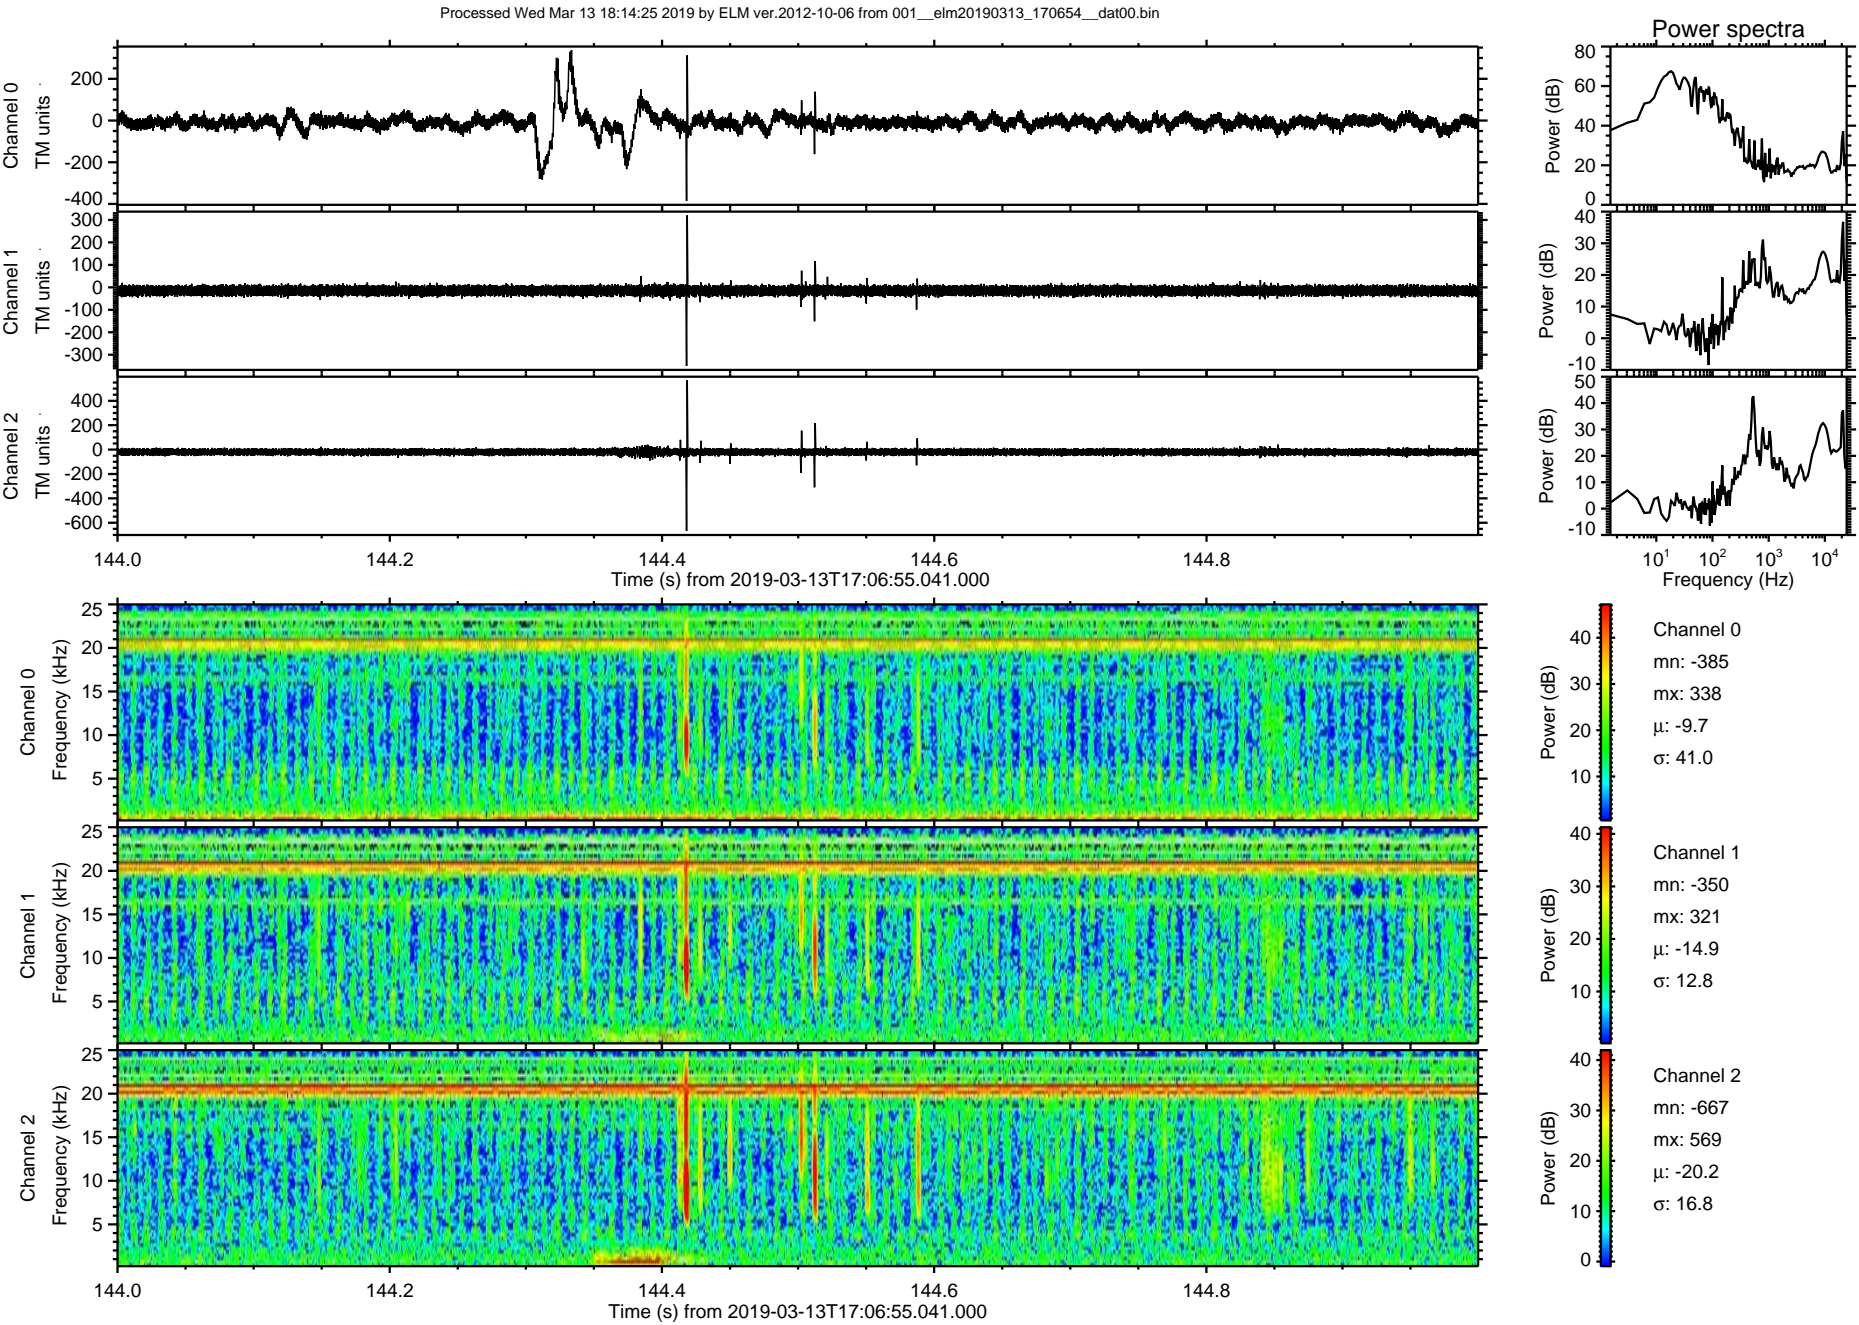 Processed Wed Mar 13 18:14:25 2019 by ELM ver.2012-10-06 from 001__elm20190313_170654__dat00.bin
Power spectra
Channel 0
TM units
200
0
-200
-400
Power (dB)
80
60
40
20
0
Channel 1
TM units
300
200
100
0
-100
-200
-300
Power (dB)
40
30
20
10
0
-10
Channel 2
TM units
400
200
0
-200
-400
-600
Power (dB)
50
40
30
20
10
0
-10
144.0 144.2 144.4 144.6 144.8
Time (s) from 2019-03-13T17:06:55.041.000
10¹ 10² 10³ 10⁴
Frequency (Hz)
Channel 0
Frequency (kHz)
25
20
15
10
5
Power (dB)
40
30
20
10
Channel 0
mn: -385
mx: 338
μ: -9.7
σ: 41.0
Channel 1
Frequency (kHz)
25
20
15
10
5
Power (dB)
40
30
20
10
Channel 1
mn: -350
mx: 321
μ: -14.9
σ: 12.8
Channel 2
Frequency (kHz)
25
20
15
10
5
Power (dB)
40
30
20
10
0
Channel 2
mn: -667
mx: 569
μ: -20.2
σ: 16.8
144.0 144.2 144.4 144.6 144.8
Time (s) from 2019-03-13T17:06:55.041.000